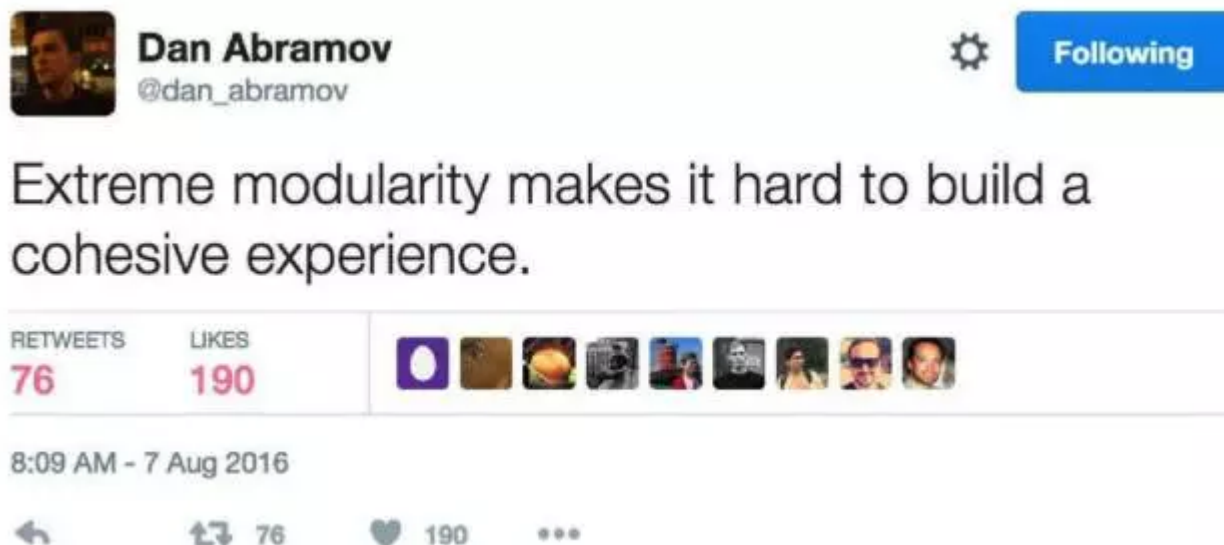 Dan Abramov
@dan_abramov
Following
Extreme modularity makes it hard to build a
cohesive experience.
RETWEETS LIKES
76 190
8:09 AM - 7 Aug 2016
76 190